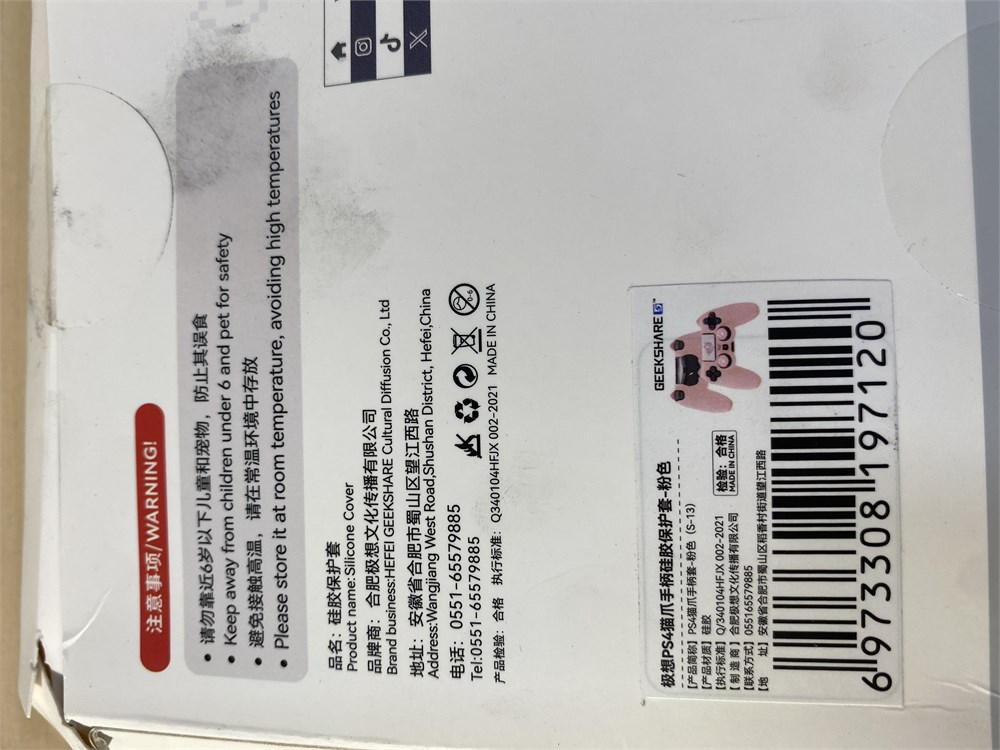 注意事项/WARNING!
• 请勿靠近6岁以下儿童和宠物，防止其误食
• Keep away from children under 6 and pet for safety
• 避免接触高温，请在常温环境中存放
• Please store it at room temperature, avoiding high temperatures
品名：硅胶保护套
Product name:Silicone Cover
品牌商：合肥极想文化传播有限公司
Brand business:HEFEI GEEKSHARE Cultural Diffusion Co., Ltd
地址：安徽省合肥市蜀山区望江西路
Address:Wangjiang West Road,Shushan District, Hefei,China
电话：0551-65579885
Tel:0551-65579885
产品检验：合格 执行标准：Q340104HFJX 002-2021 MADE IN CHINA
0-6
GEEKSHARE
极想PS4猫爪手柄硅胶保护套-粉色
【产品简称】PS4猫爪手柄套-粉色（S-13）
【产品材质】硅胶
【执行标准】Q/340104HFJX 002-2021
【制 造 商】合肥极想文化传播有限公司
【联系方式】055165579885
【地 址】安徽省合肥市蜀山区稻香村街道望江西路
检验：合格
MADE IN CHINA
6973308197120